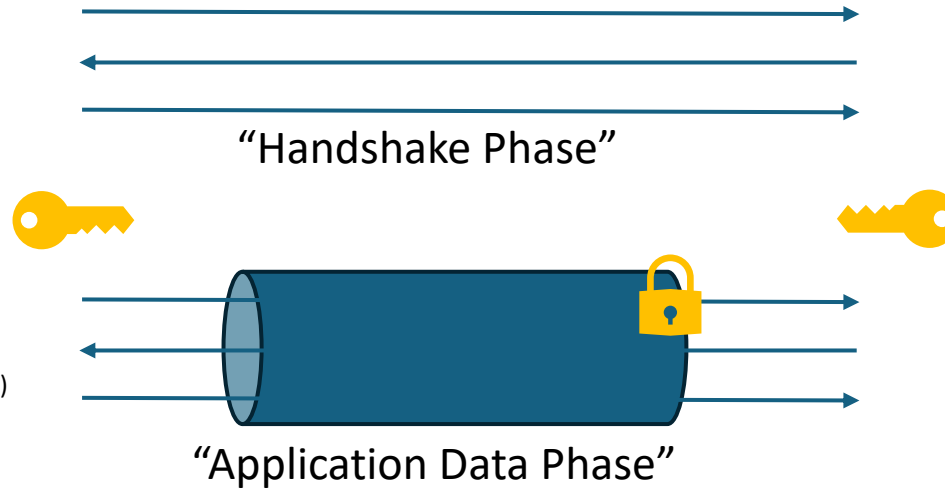 “Handshake Phase”
)
“Application Data Phase”